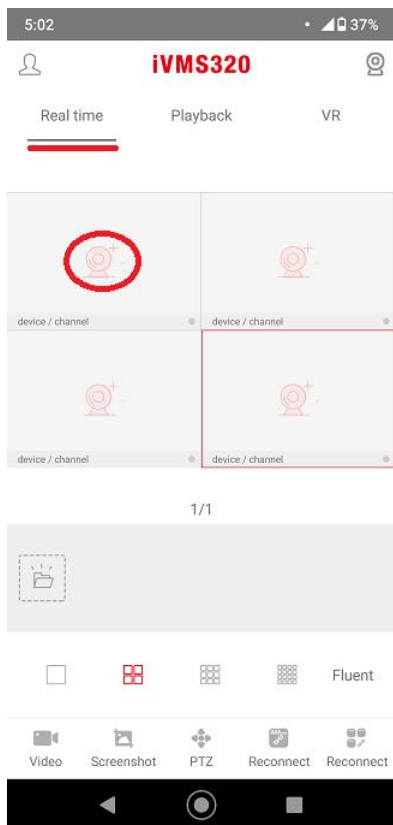 5:02 37%
iVMS320
Real time Playback VR
device / channel device / channel
device / channel device / channel
1/1
Fluent
Video Screenshot PTZ Reconnect Reconnect